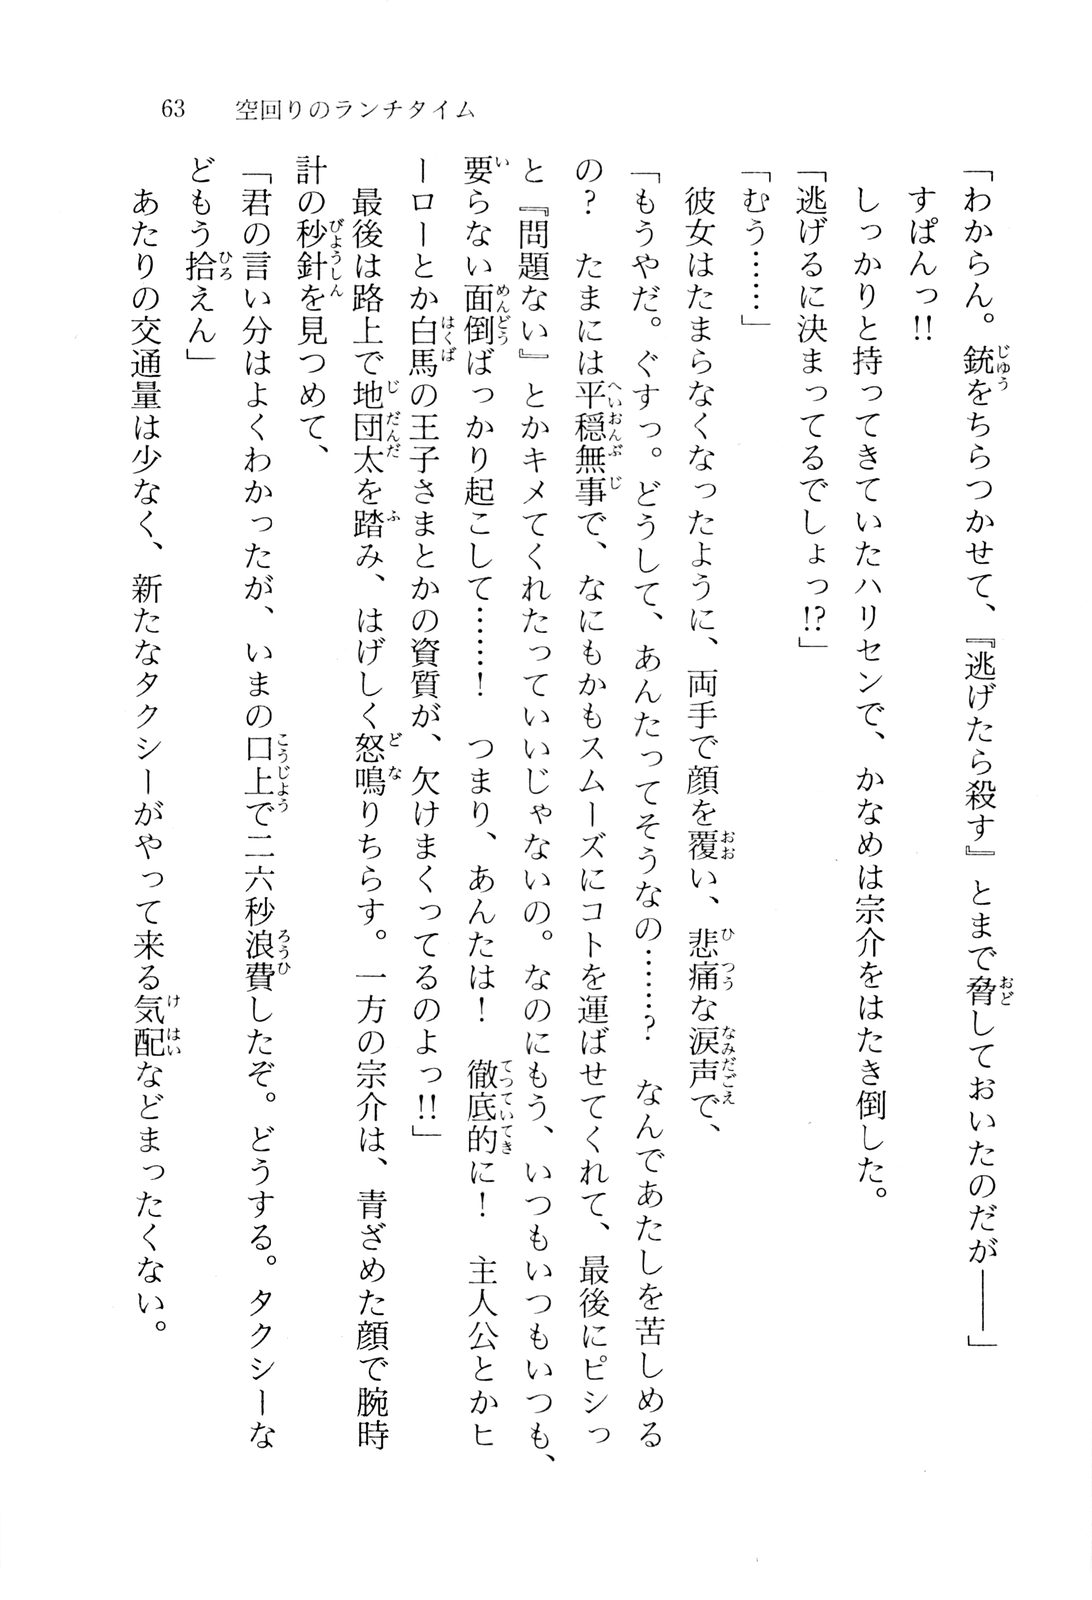 63　空回りのランチタイム
「わからん。銃をちらつかせて、『逃げたら殺す』とまで脅しておいたのだが――」
すぱんっ!!
しっかりと持ってきていたハリセンで、かなめは宗介をはたき倒した。
「逃げるに決まってるでしょっ!?」
「むう……」
彼女はたまらなくなったように、両手で顔を覆い、悲痛な涙声で、
「もうやだ。ぐすっ。どうして、あんたってそうなの……？　なんであたしを苦しめる
の？　たまには平穏無事で、なにもかもスムーズにコトを運ばせてくれて、最後にピシっ
と『問題ない』とかキメてくれたっていいじゃないの。なのにもう、いつもいつもいつも、
要らない面倒ばっかり起こして……！　つまり、あんたは！　徹底的に！　主人公とかヒ
ーローとか白馬の王子さまとかの資質が、欠けまくってるのよっ!!」
最後は路上で地団太を踏み、はげしく怒鳴りちらす。一方の宗介は、青ざめた顔で腕時
計の秒針を見つめて、
「君の言い分はよくわかったが、いまの口上で二六秒浪費したぞ。どうする。タクシーな
どもう拾えん」
あたりの交通量は少なく、新たなタクシーがやって来る気配などまったくない。